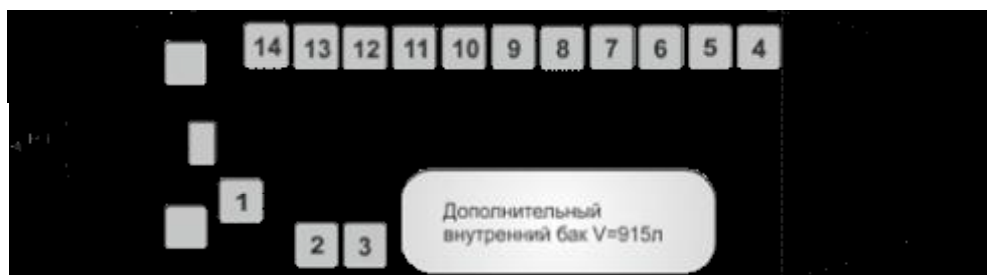 14 13 12 11 10 9 8 7 6 5 4
1
Дополнительный
внутренний бак V=915л
2 3